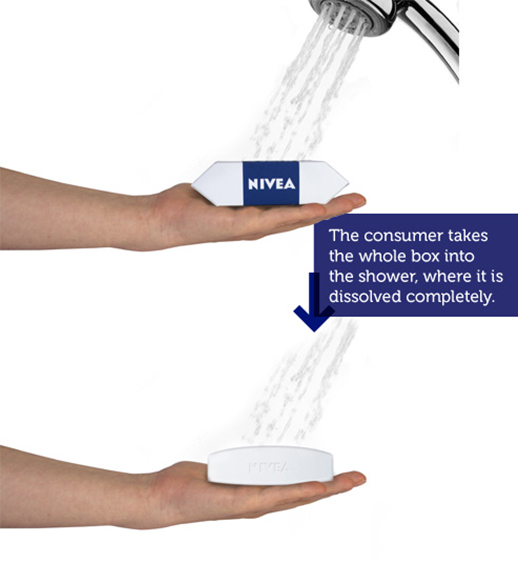 NIVEA
The consumer takes
the whole box into
the shower, where it is
dissolved completely.
NIVEA